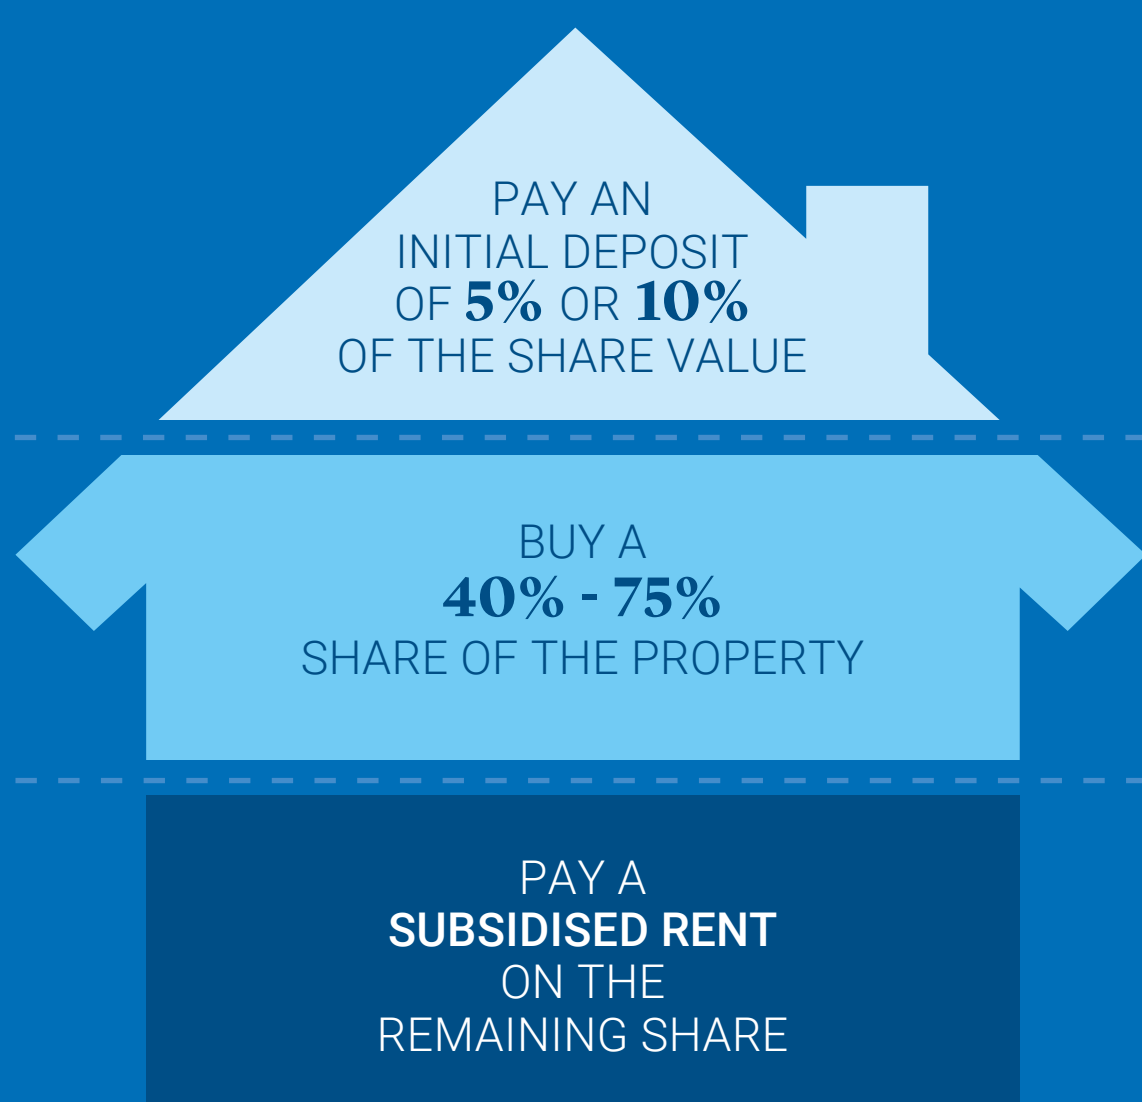 PAY AN
INITIAL DEPOSIT
OF 5% OR 10%
OF THE SHARE VALUE
BUY A
40% - 75%
SHARE OF THE PROPERTY
PAY A
SUBSIDISED RENT
ON THE
REMAINING SHARE